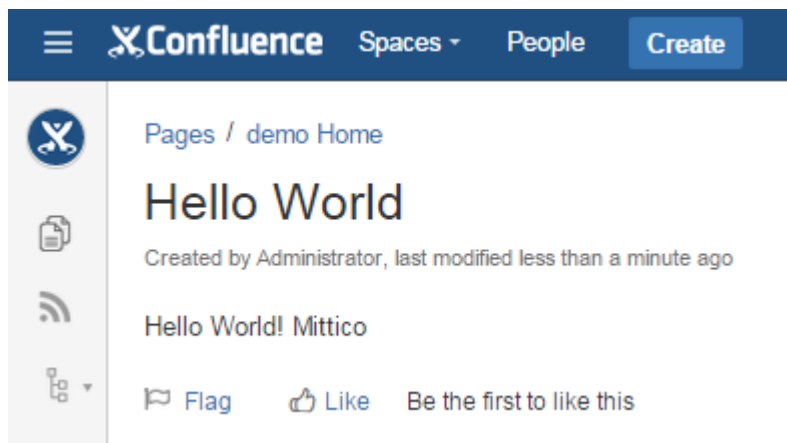 Confluence Spaces People Create
Pages / demo Home
Hello World
Created by Administrator, last modified less than a minute ago
Hello World! Mittico
Flag Like Be the first to like this